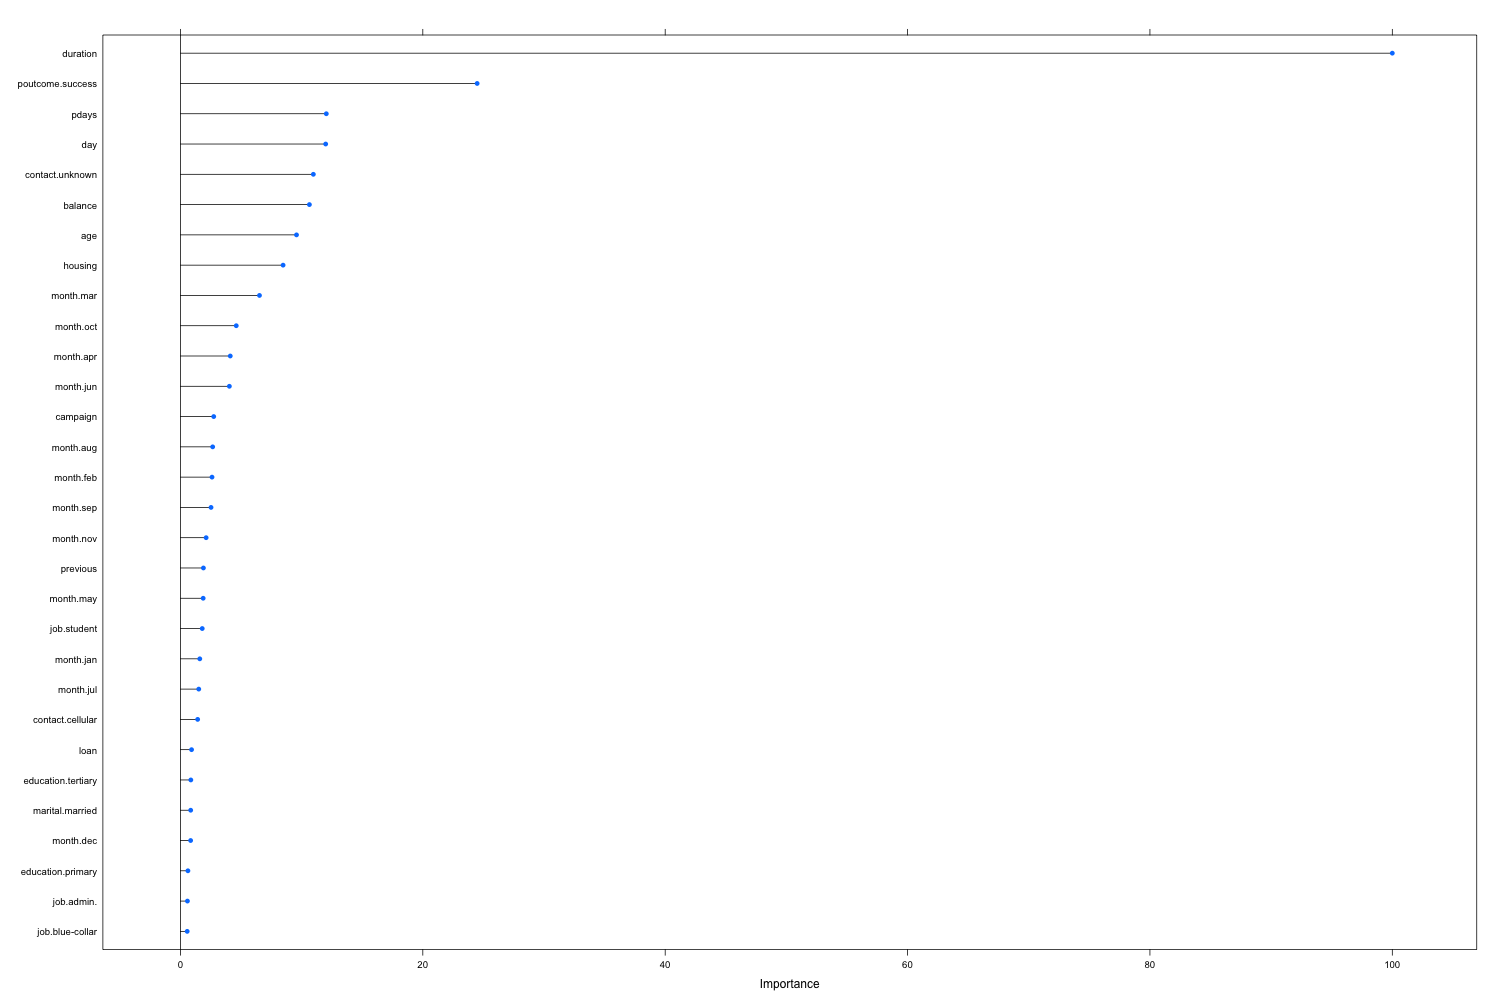 duration
poutcome.success
pdays
day
contact.unknown
balance
age
housing
month.mar
month.oct
month.apr
month.jun
campaign
month.aug
month.feb
month.sep
month.nov
previous
month.may
job.student
month.jan
month.jul
contact.cellular
loan
education.tertiary
marital.married
month.dec
education.primary
job.admin.
job.blue-collar
0 20 40 60 80 100
Importance